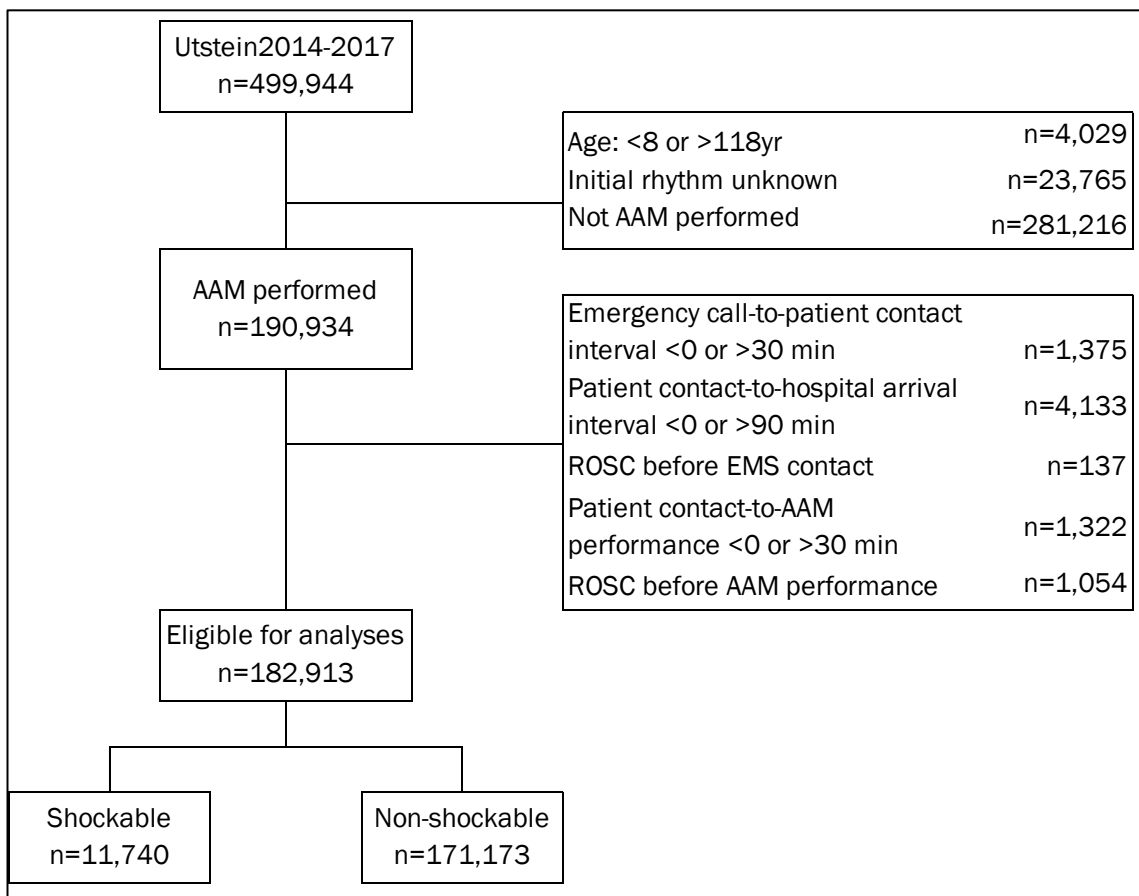 Utstein2014-2017
n=499,944
Age: <8 or >118yr n=4,029
Initial rhythm unknown n=23,765
Not AAM performed n=281,216
AAM performed
n=190,934
Emergency call-to-patient contact
interval <0 or >30 min n=1,375
Patient contact-to-hospital arrival
interval <0 or >90 min n=4,133
ROSC before EMS contact n=137
Patient contact-to-AAM
performance <0 or >30 min n=1,322
ROSC before AAM performance n=1,054
Eligible for analyses
n=182,913
Shockable
n=11,740
Non-shockable
n=171,173